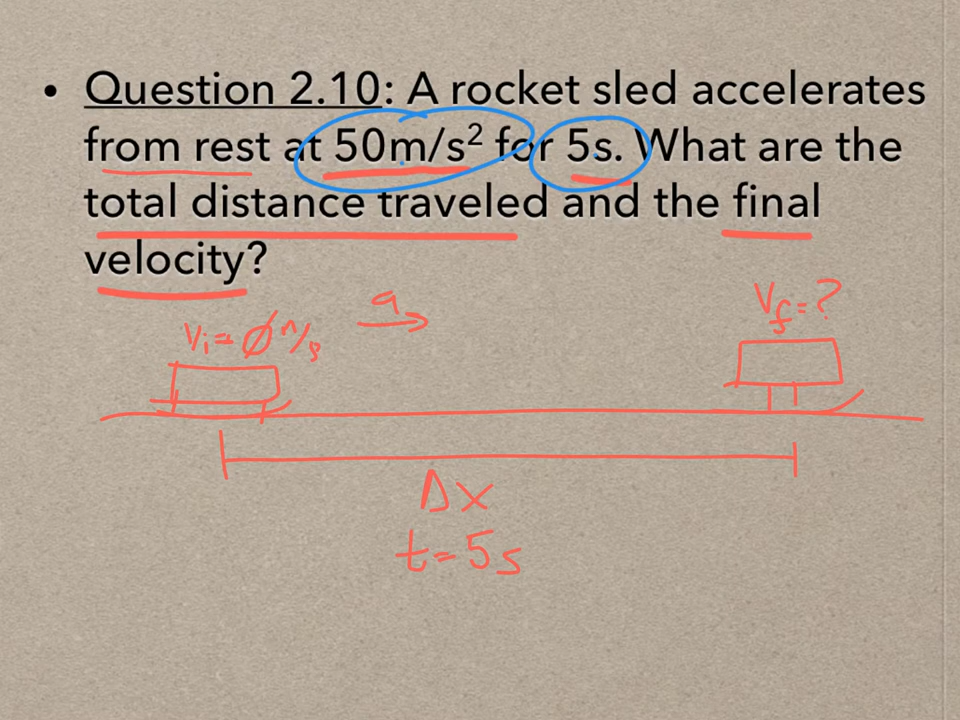 • Question 2.10: A rocket sled accelerates
from rest at 50m/s² for 5s. What are the
total distance traveled and the final
velocity?
a
Vi=Øm/s
Vf=?
Δx
t=5s